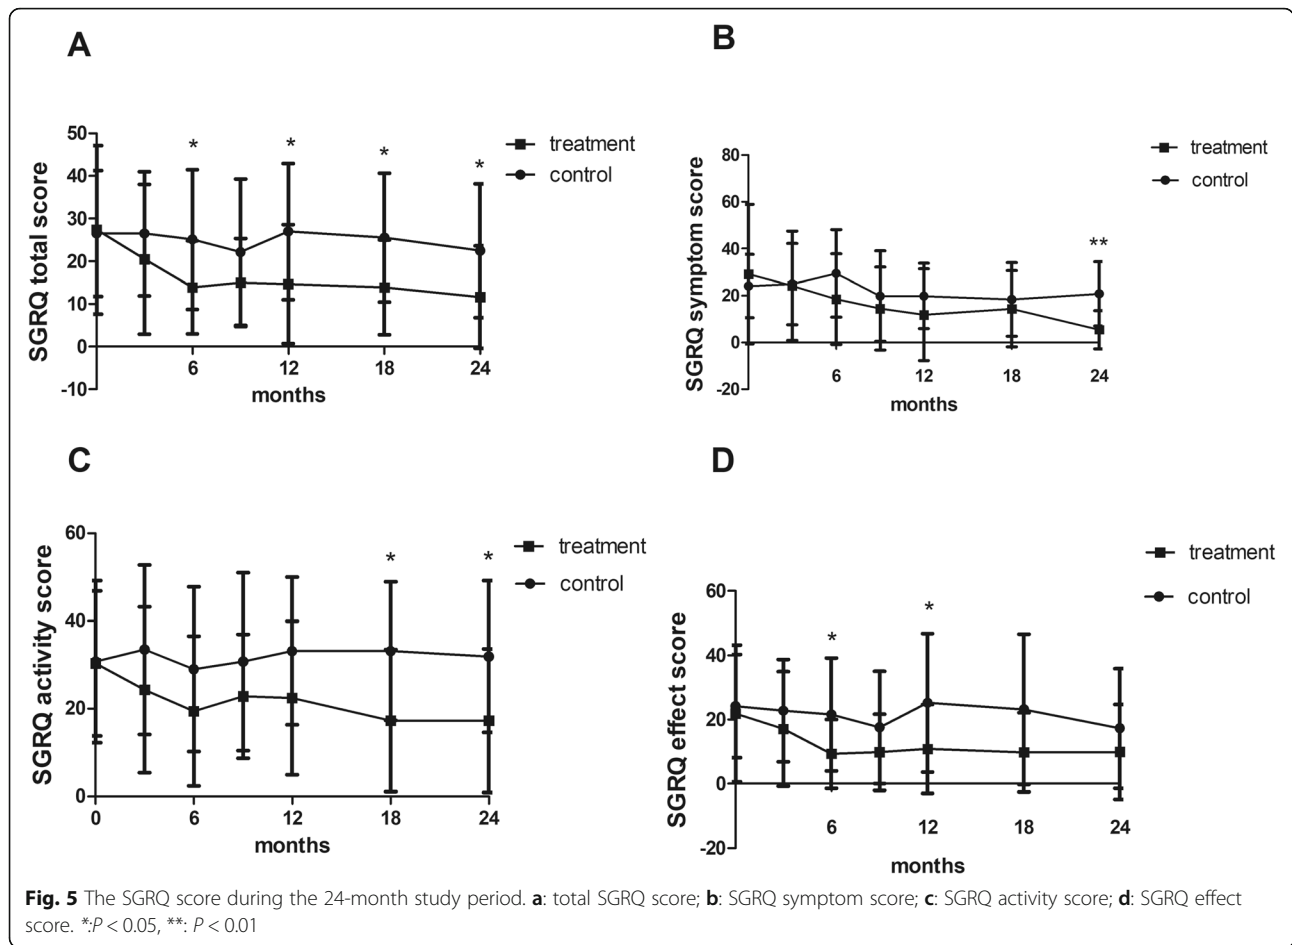 A
SGRQ total score
50
40
30
20
10
0
-10
*
*
*
*
6
12
18
24
months
treatment
control
B
SGRQ symptom score
80
60
40
20
0
-20
**
6
12
18
24
months
treatment
control
C
SGRQ activity score
60
40
20
0
*
*
0
6
12
18
24
months
treatment
control
D
SGRQ effect score
60
40
20
0
-20
*
*
6
12
18
24
months
treatment
control
Fig. 5 The SGRQ score during the 24-month study period. a: total SGRQ score; b: SGRQ symptom score; c: SGRQ activity score; d: SGRQ effect
score. *:P < 0.05, **: P < 0.01